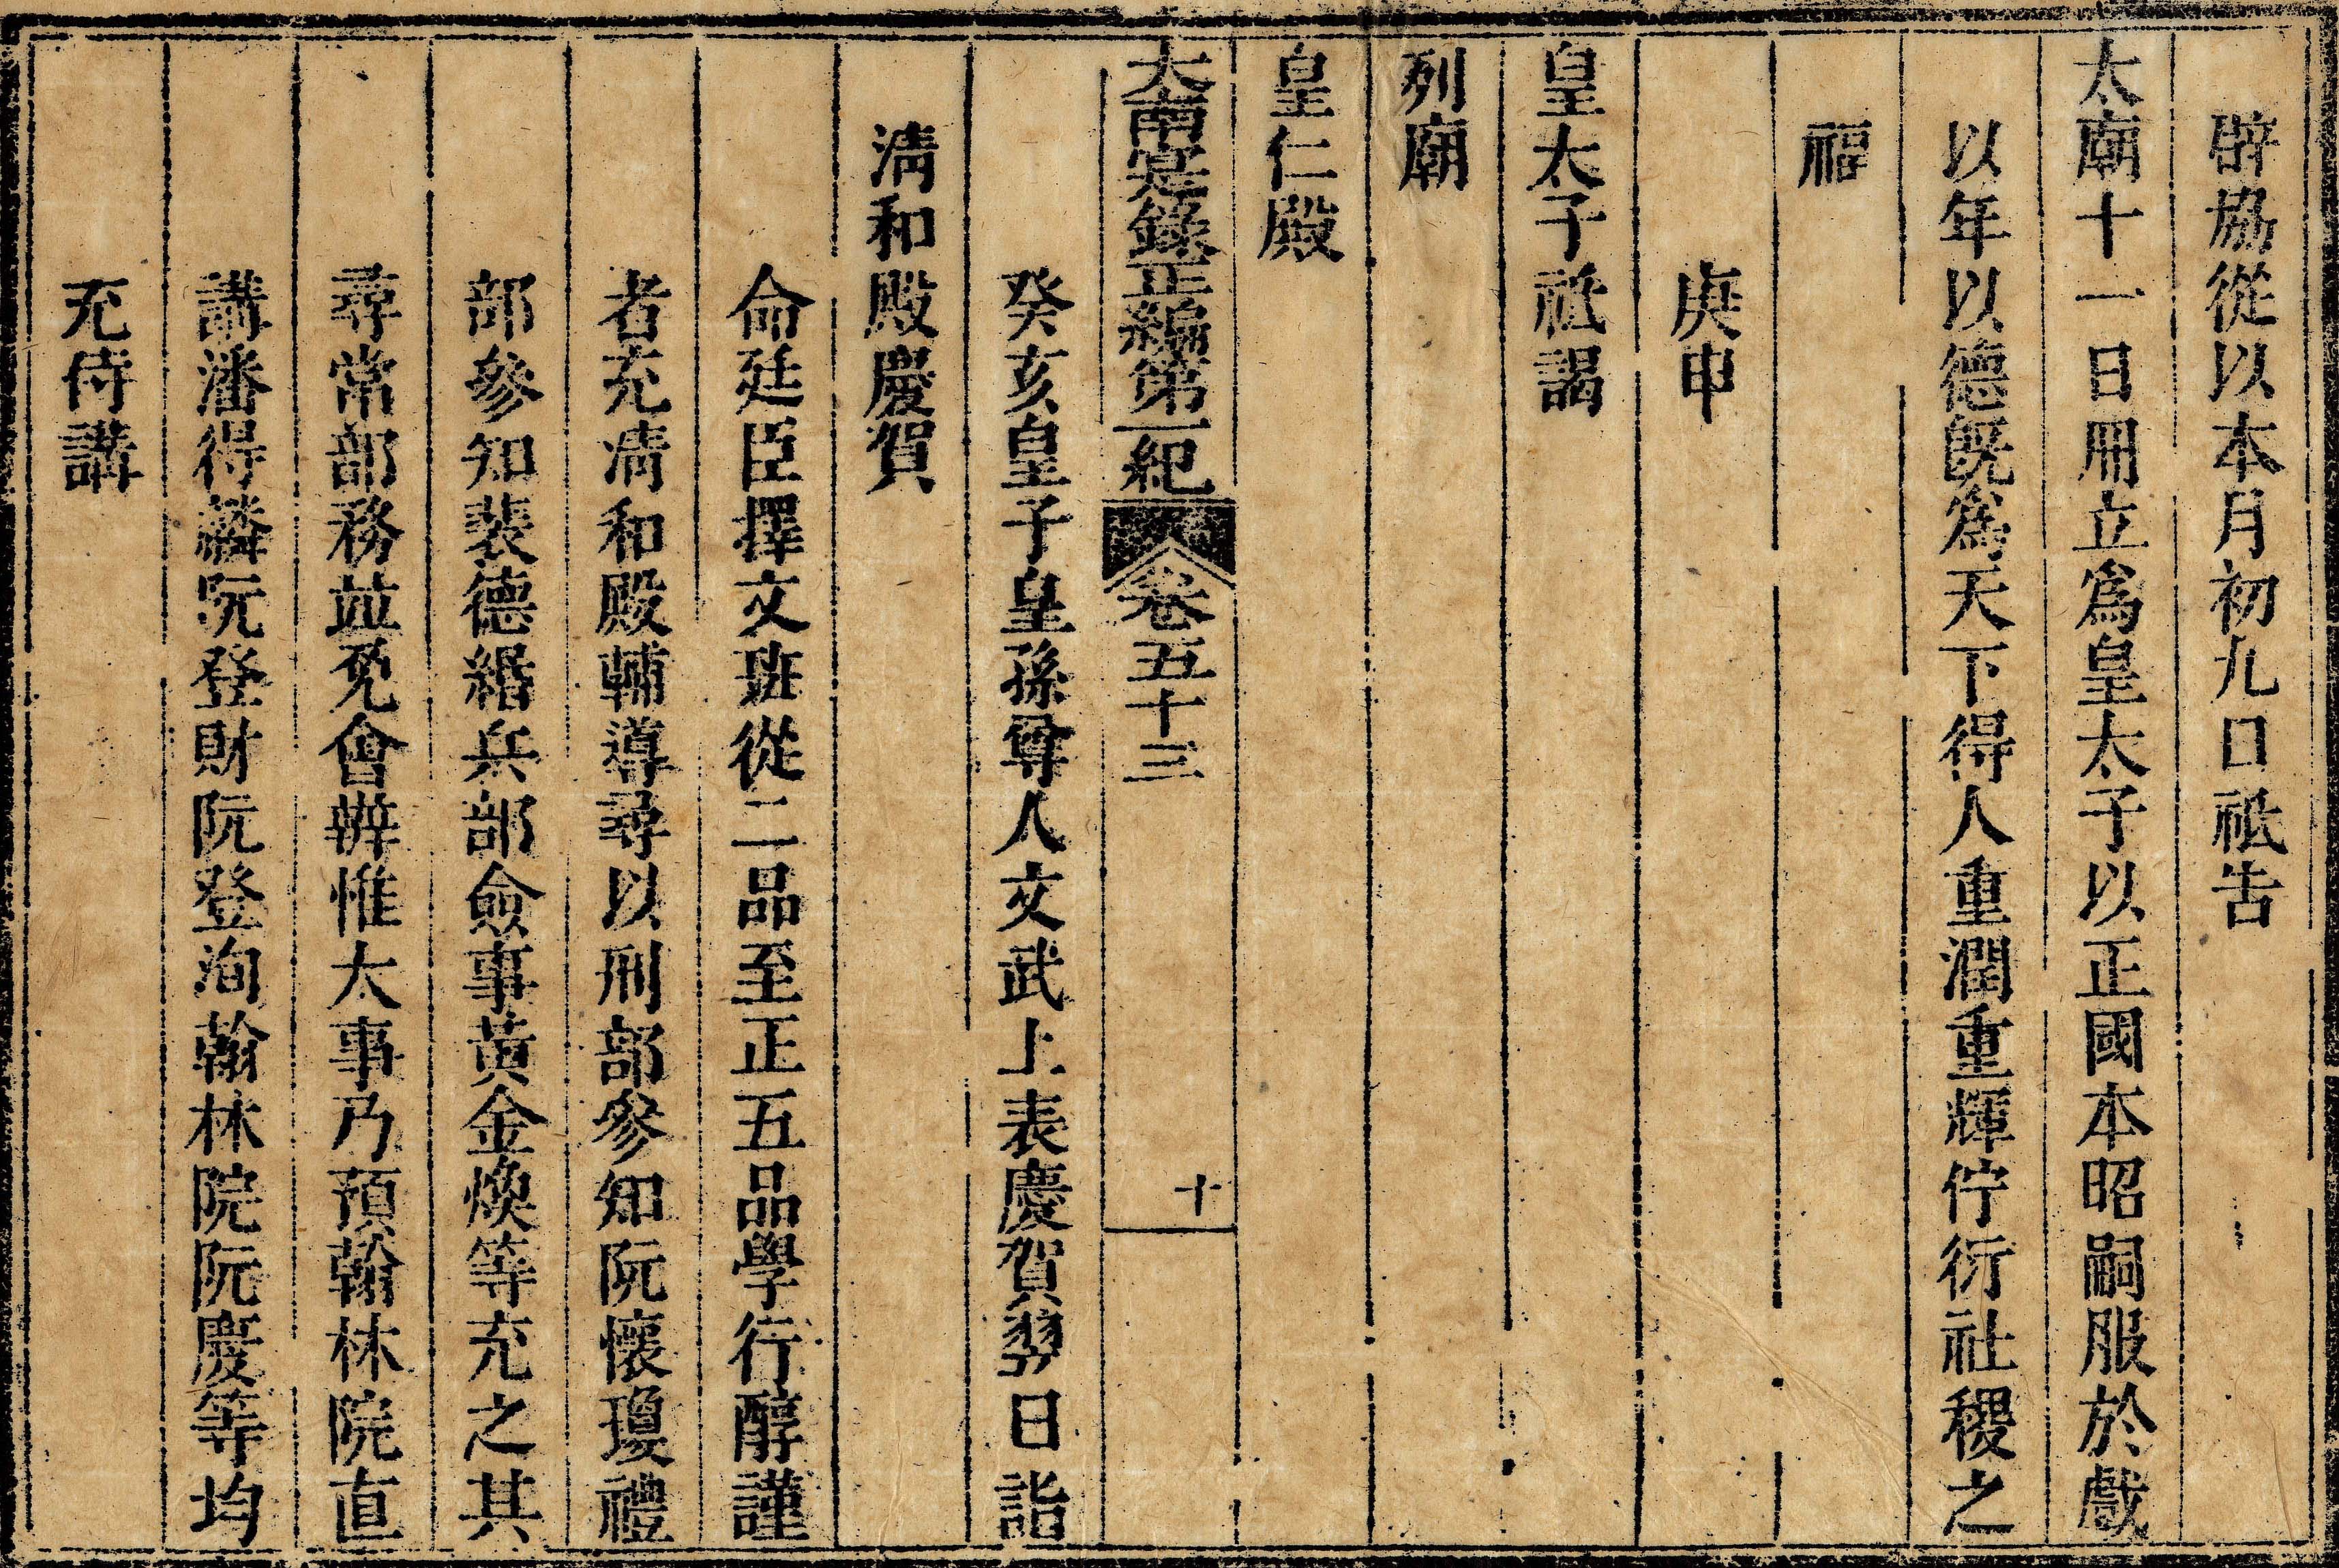 辟協從以本月初九日祗告
太廟十一日冊立爲皇太子以正國本昭嗣服於戲
以年以德旣爲天下得人重潤重輝佇衍社稷之
福
庚申
皇太子祗謁
列廟
皇仁殿
大南寔錄正編第一紀 卷五十三 十
癸亥皇子皇孫尊人文武上表慶賀翌日詣
淸和殿慶賀
命廷臣擇文班從二品至正五品學行醇謹
者充淸和殿輔導尋以刑部參知阮懷瓊禮
部參知裴德緡兵部僉事黃金煥等充之其
尋常部務並免會辦惟大事乃預翰林院直
講潘得麟阮登財阮登洵翰林院阮慶等均
充侍講